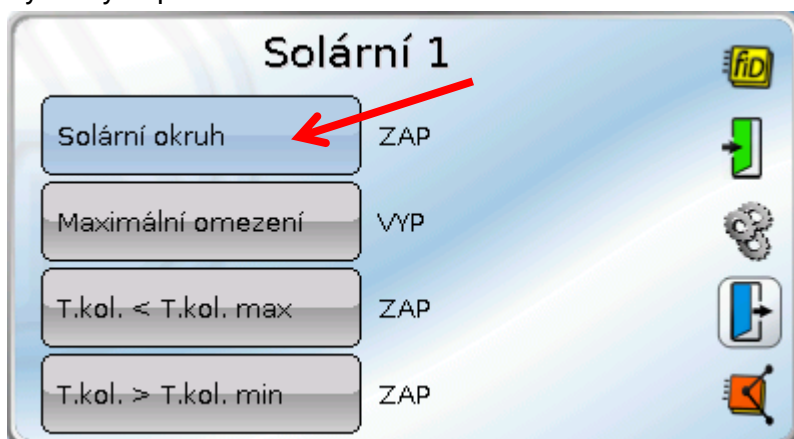 Solární 1
fiD
Solární okruh ZAP
Maximální omezení VYP
T.kol. < T.kol. max ZAP
T.kol. > T.kol. min ZAP